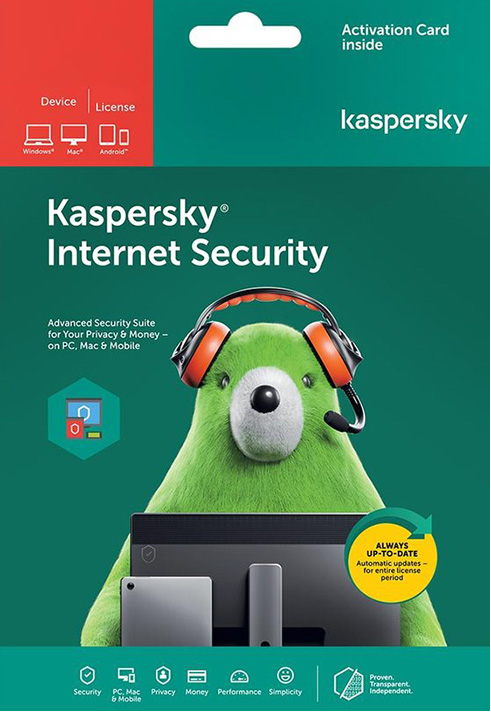 Activation Card
inside
Device
License
Windows®
Mac®
Android™
kaspersky
Kaspersky®
Internet Security
Advanced Security Suite
for Your Privacy & Money –
on PC, Mac & Mobile
ALWAYS
UP-TO-DATE
Automatic updates –
for entire license
period
Security
PC, Mac
& Mobile
Privacy
Money
Performance
Simplicity
Proven.
Transparent.
Independent.